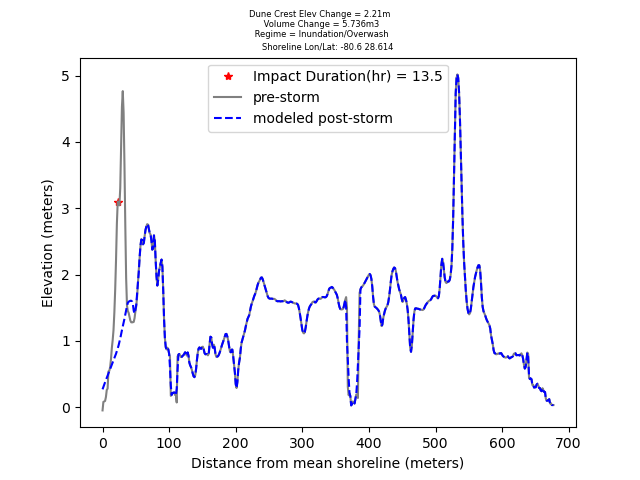 Dune Crest Elev Change = 2.21m
Volume Change = 5.736m3
Regime = Inundation/Overwash
Shoreline Lon/Lat: -80.6 28.614
Impact Duration(hr) = 13.5
pre-storm
modeled post-storm
Elevation (meters)
5
4
3
2
1
0
0 100 200 300 400 500 600 700
Distance from mean shoreline (meters)